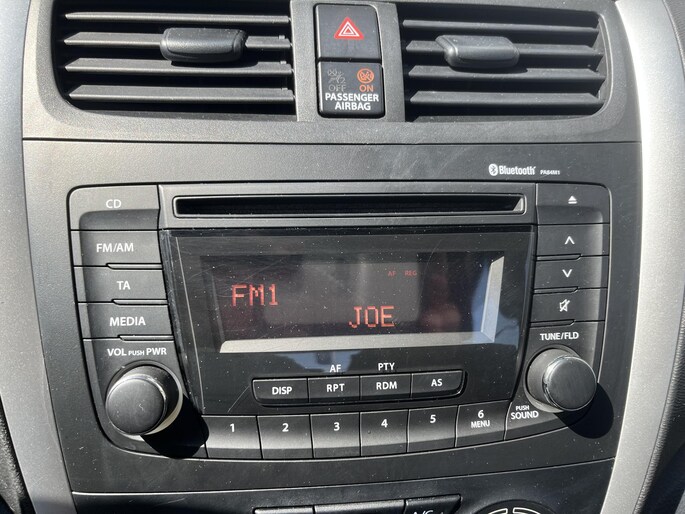 OFF ON
PASSENGER
AIRBAG
Bluetooth PAB4M1
CD
FM/AM
TA
MEDIA
VOL PUSH PWR
AF REG
FM1
JOE
AF PTY
DISP RPT RDM AS
TUNE/FLD
PUSH
SOUND
1 2 3 4 5 6
MENU
A/C